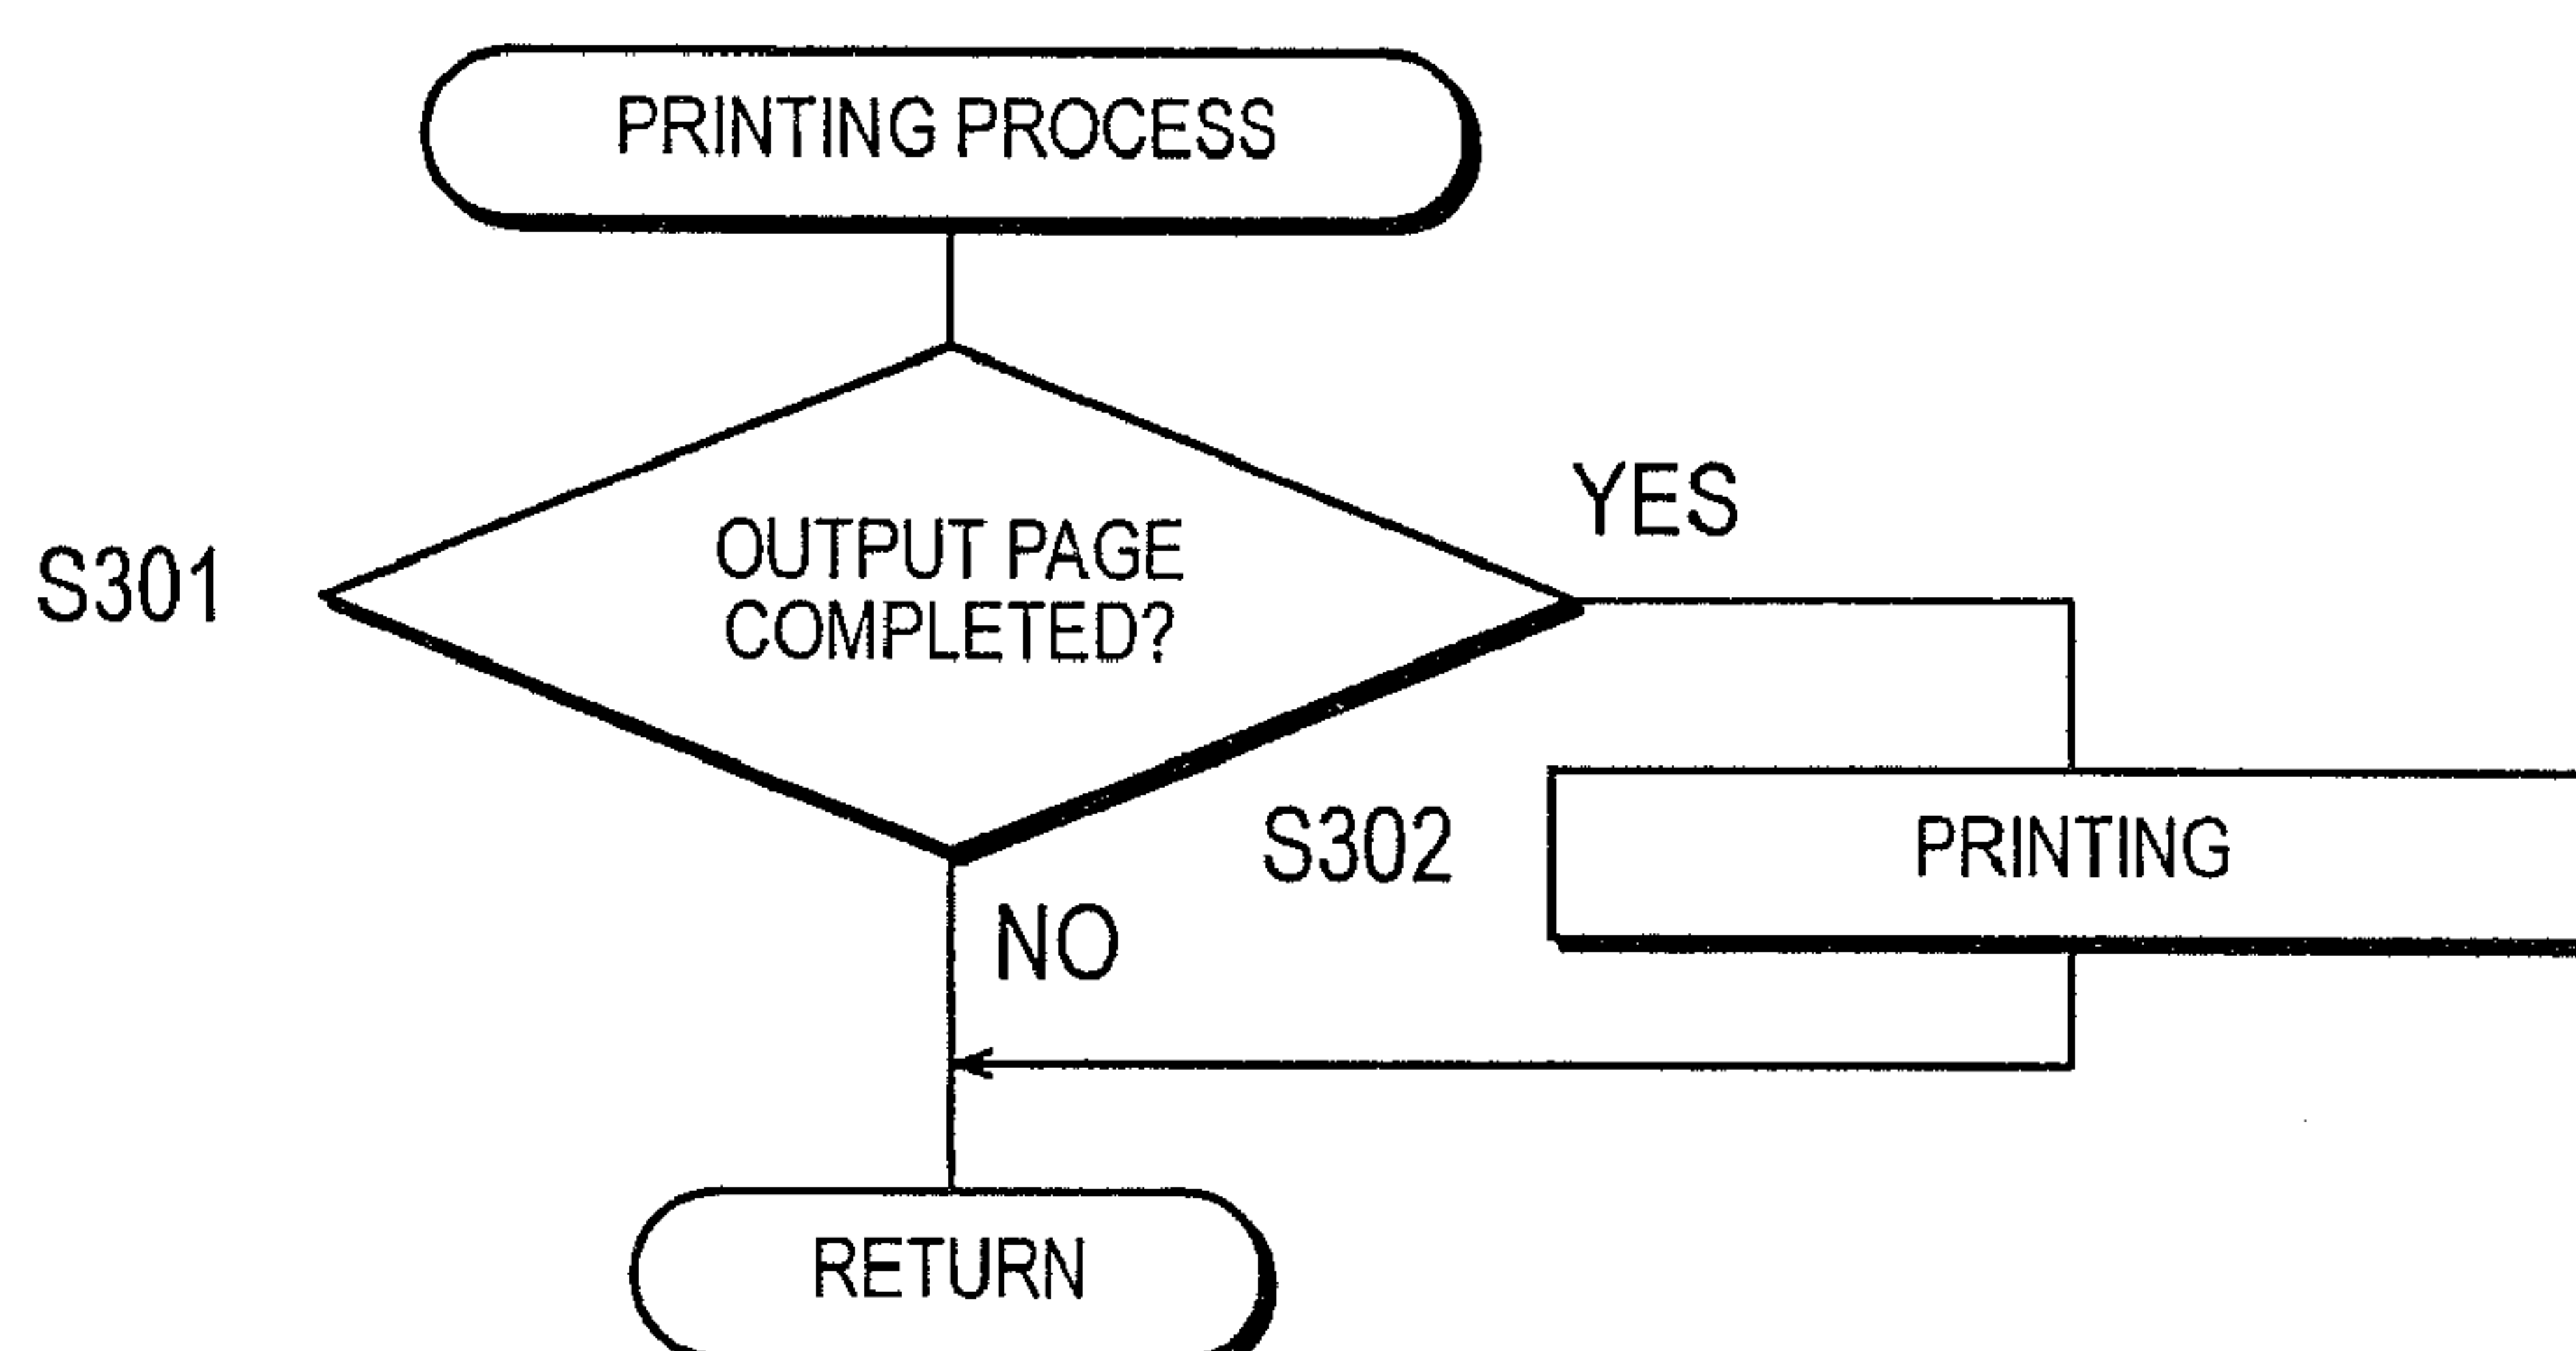 PRINTING PROCESS
YES
S301
OUTPUT PAGE
COMPLETED?
S302
PRINTING
NO
RETURN